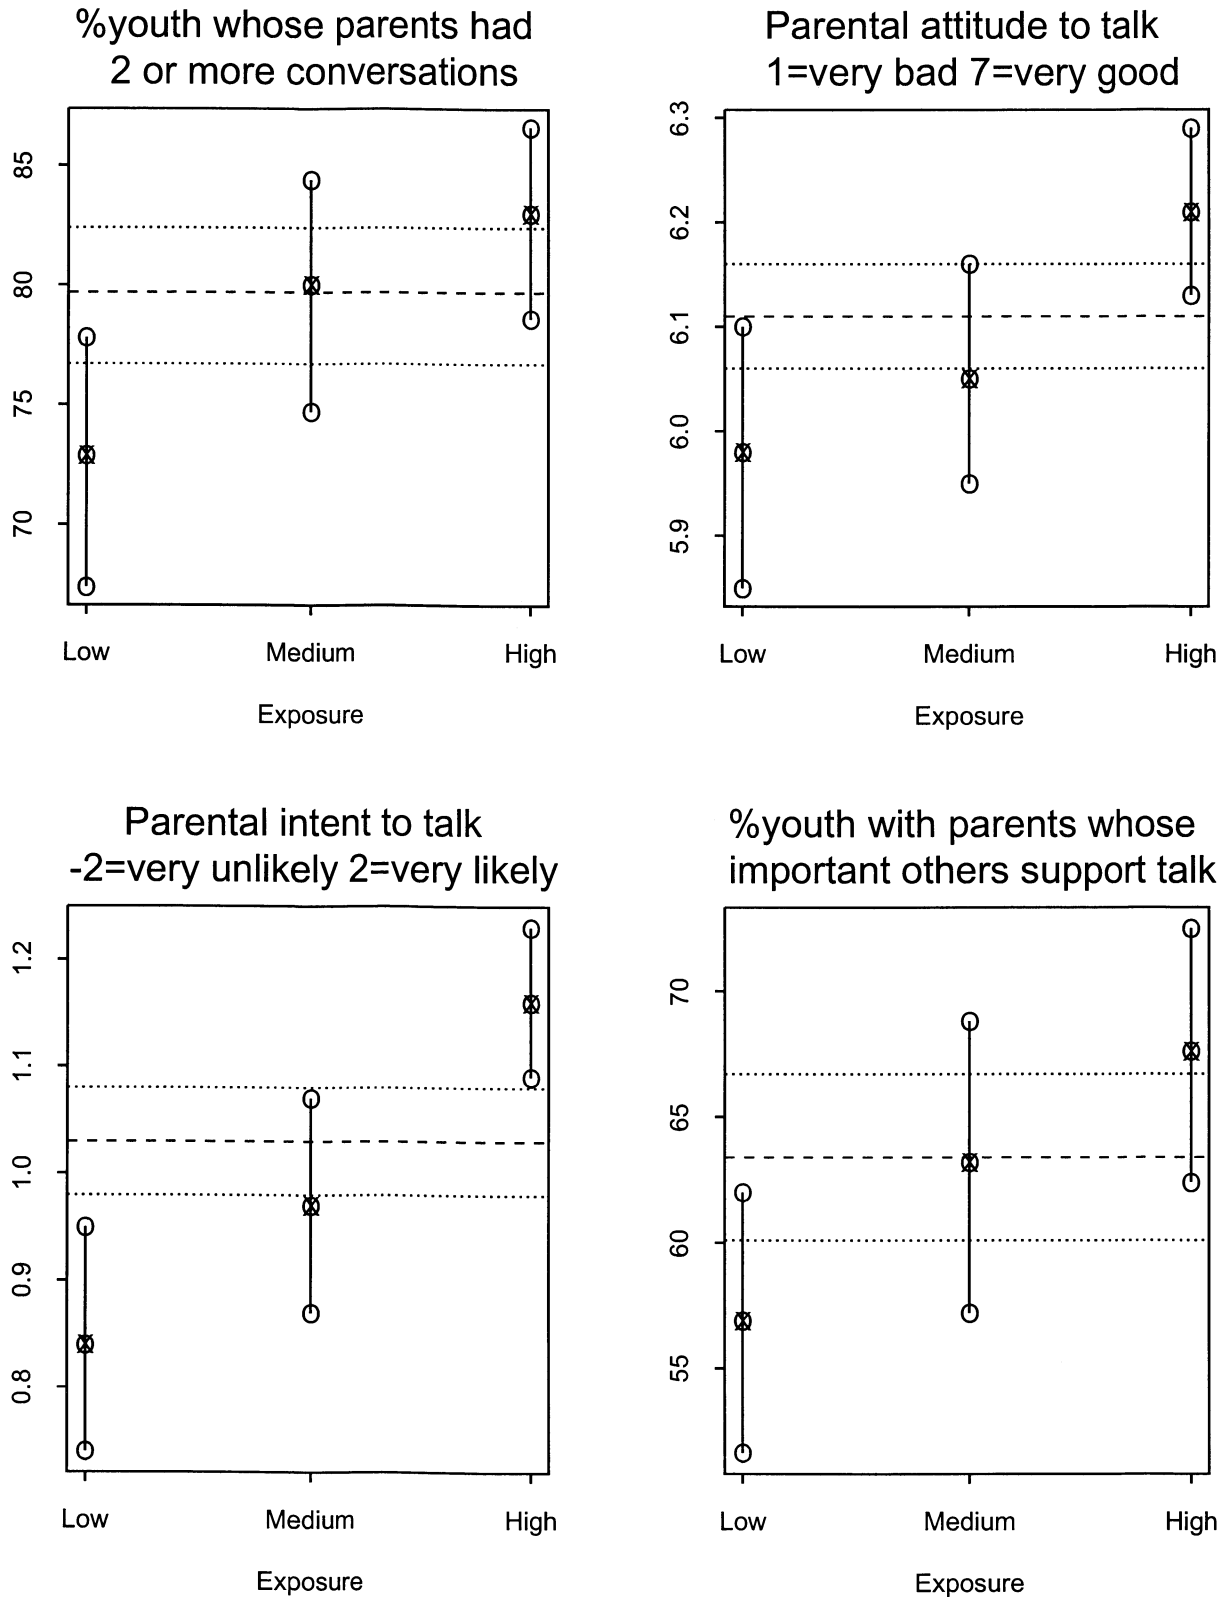 %youth whose parents had
2 or more conversations
85
80
75
70
Low Medium High
Exposure
Parental attitude to talk
1=very bad 7=very good
6.3
6.2
6.1
6.0
5.9
Low Medium High
Exposure
Parental intent to talk
-2=very unlikely 2=very likely
1.2
1.1
1.0
0.9
0.8
Low Medium High
Exposure
%youth with parents whose
important others support talk
70
65
60
55
Low Medium High
Exposure